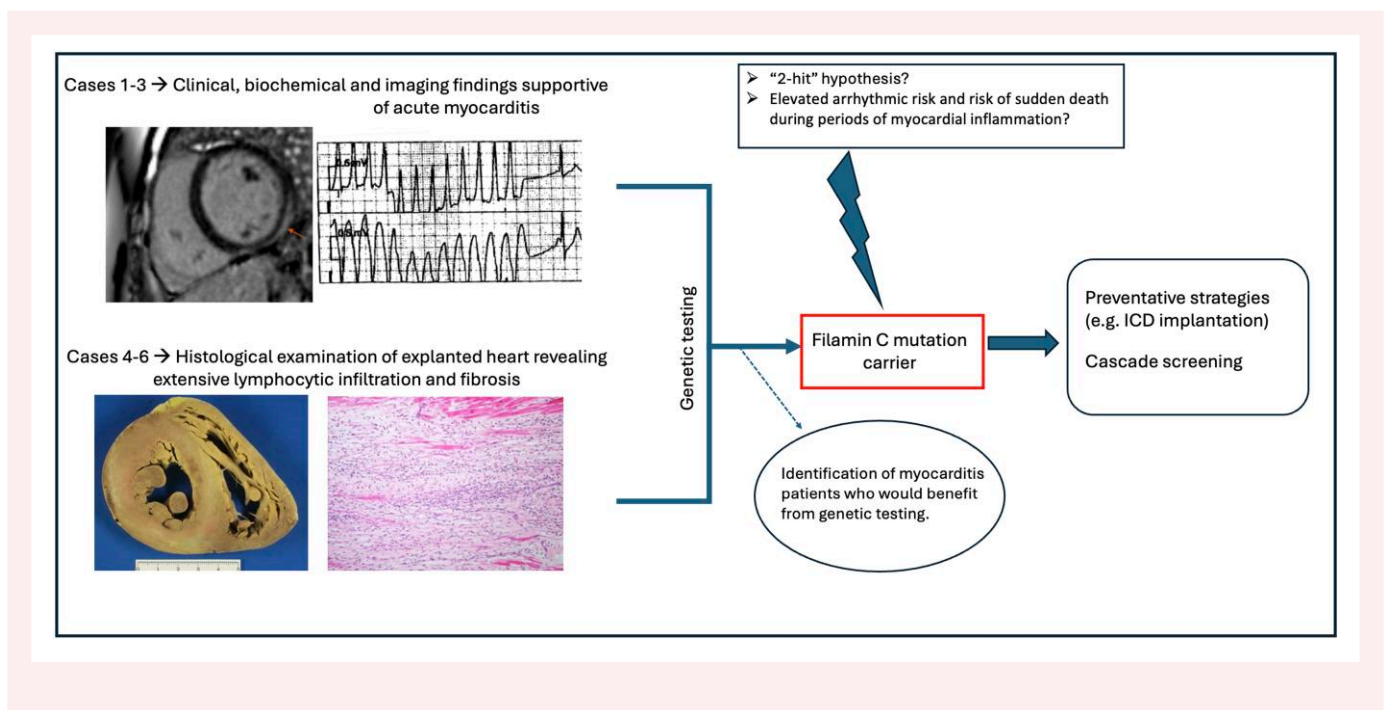 Cases 1-3 → Clinical, biochemical and imaging findings supportive
of acute myocarditis
➢ “2-hit” hypothesis?
➢ Elevated arrhythmic risk and risk of sudden death
during periods of myocardial inflammation?
Genetic testing
Filamin C mutation
carrier
Preventative strategies
(e.g. ICD implantation)
Cascade screening
Cases 4-6 → Histological examination of explanted heart revealing
extensive lymphocytic infiltration and fibrosis
Identification of myocarditis
patients who would benefit
from genetic testing.